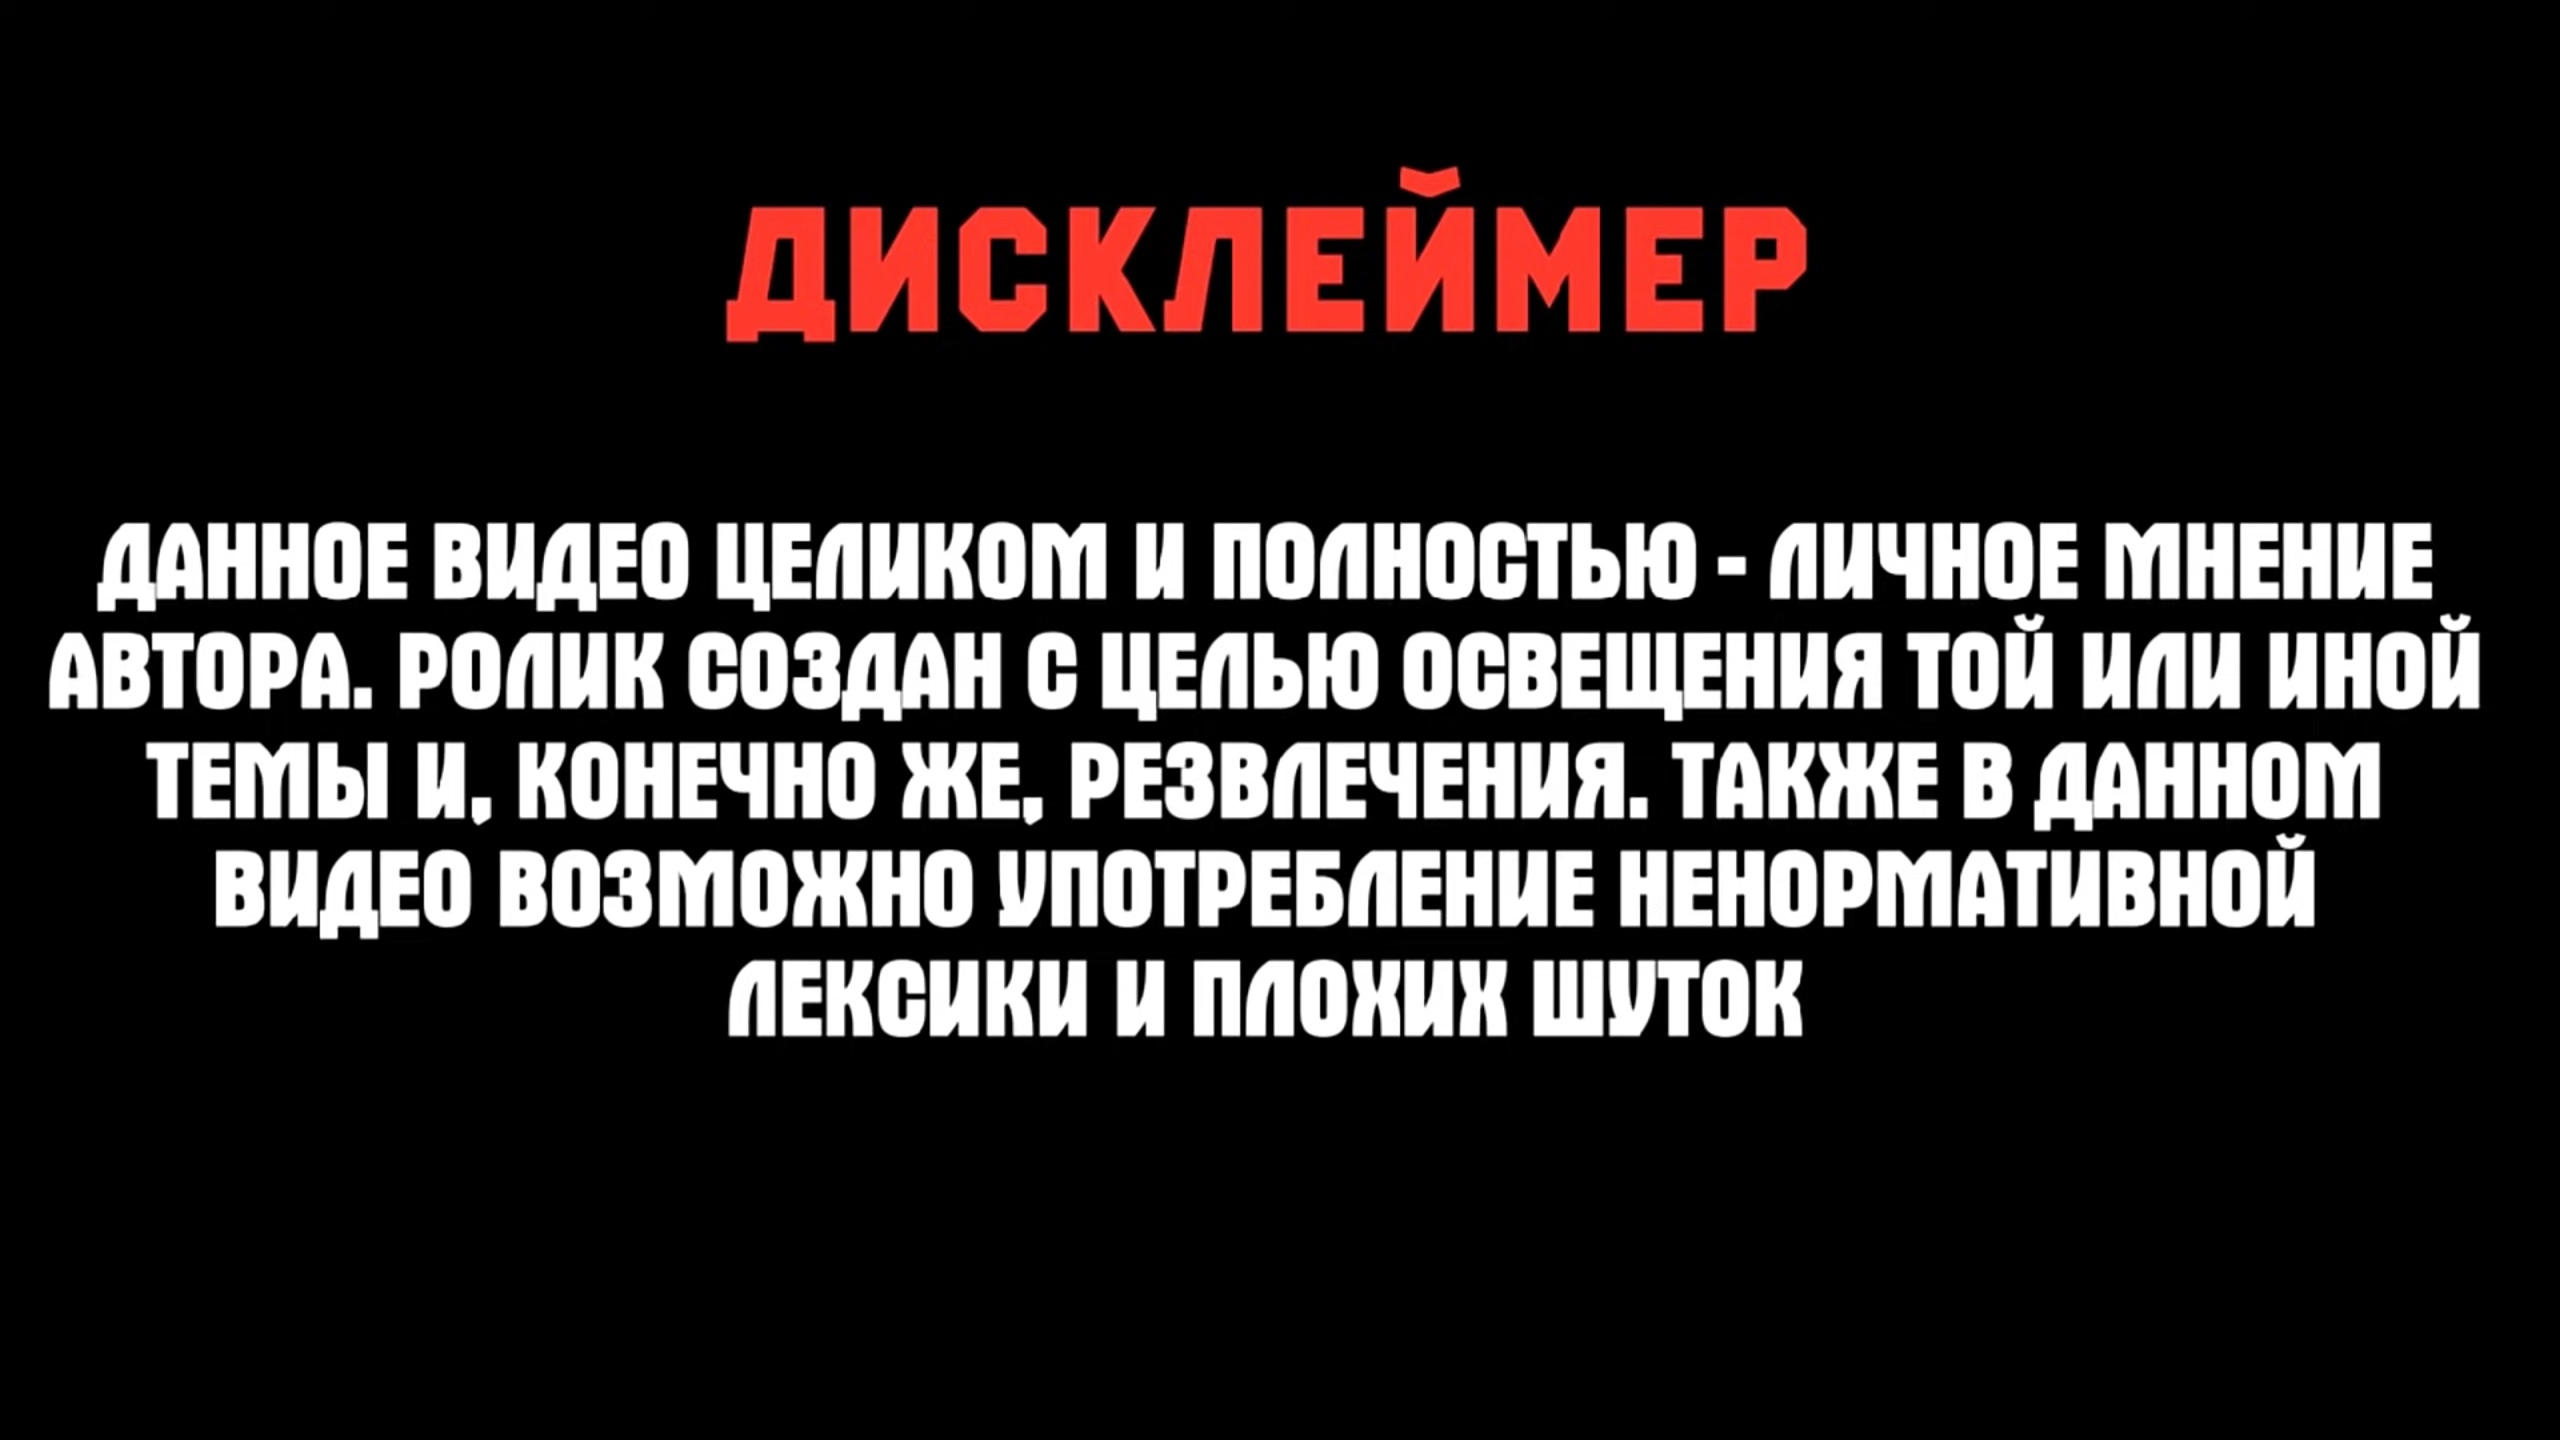 ДИСКЛЕЙМЕР
ДАННОЕ ВИДЕО ЦЕЛИКОМ И ПОЛНОСТЬЮ - ЛИЧНОЕ МНЕНИЕ
АВТОРА. РОЛИК СОЗДАН С ЦЕЛЬЮ ОСВЕЩЕНИЯ ТОЙ ИЛИ ИНОЙ
ТЕМЫ И, КОНЕЧНО ЖЕ, РЕЗВЛЕЧЕНИЯ. ТАКЖЕ В ДАННОМ
ВИДЕО ВОЗМОЖНО УПОТРЕБЛЕНИЕ НЕНОРМАТИВНОЙ
ЛЕКСИКИ И ПЛОХИХ ШУТОК